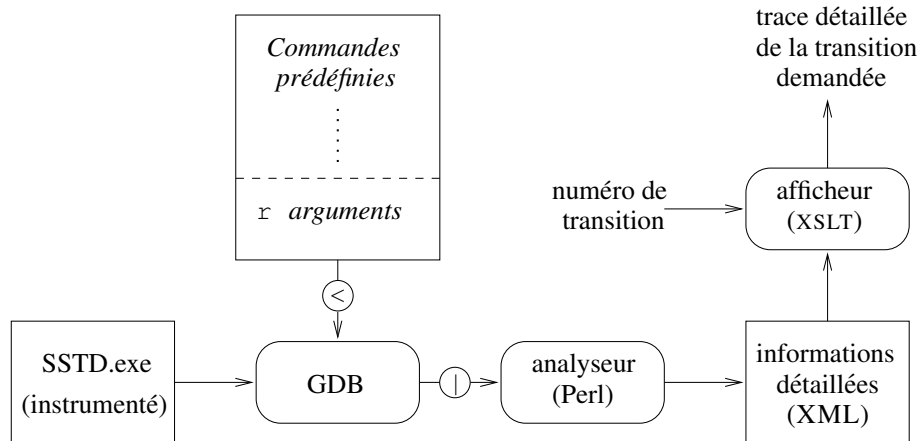 Commandes
prédéfinies
r arguments
<
trace détaillée
de la transition
demandée
numéro de
transition
afficheur
(XSLT)
SSTD.exe
(instrumenté)
GDB
|
analyseur
(Perl)
informations
détaillées
(XML)